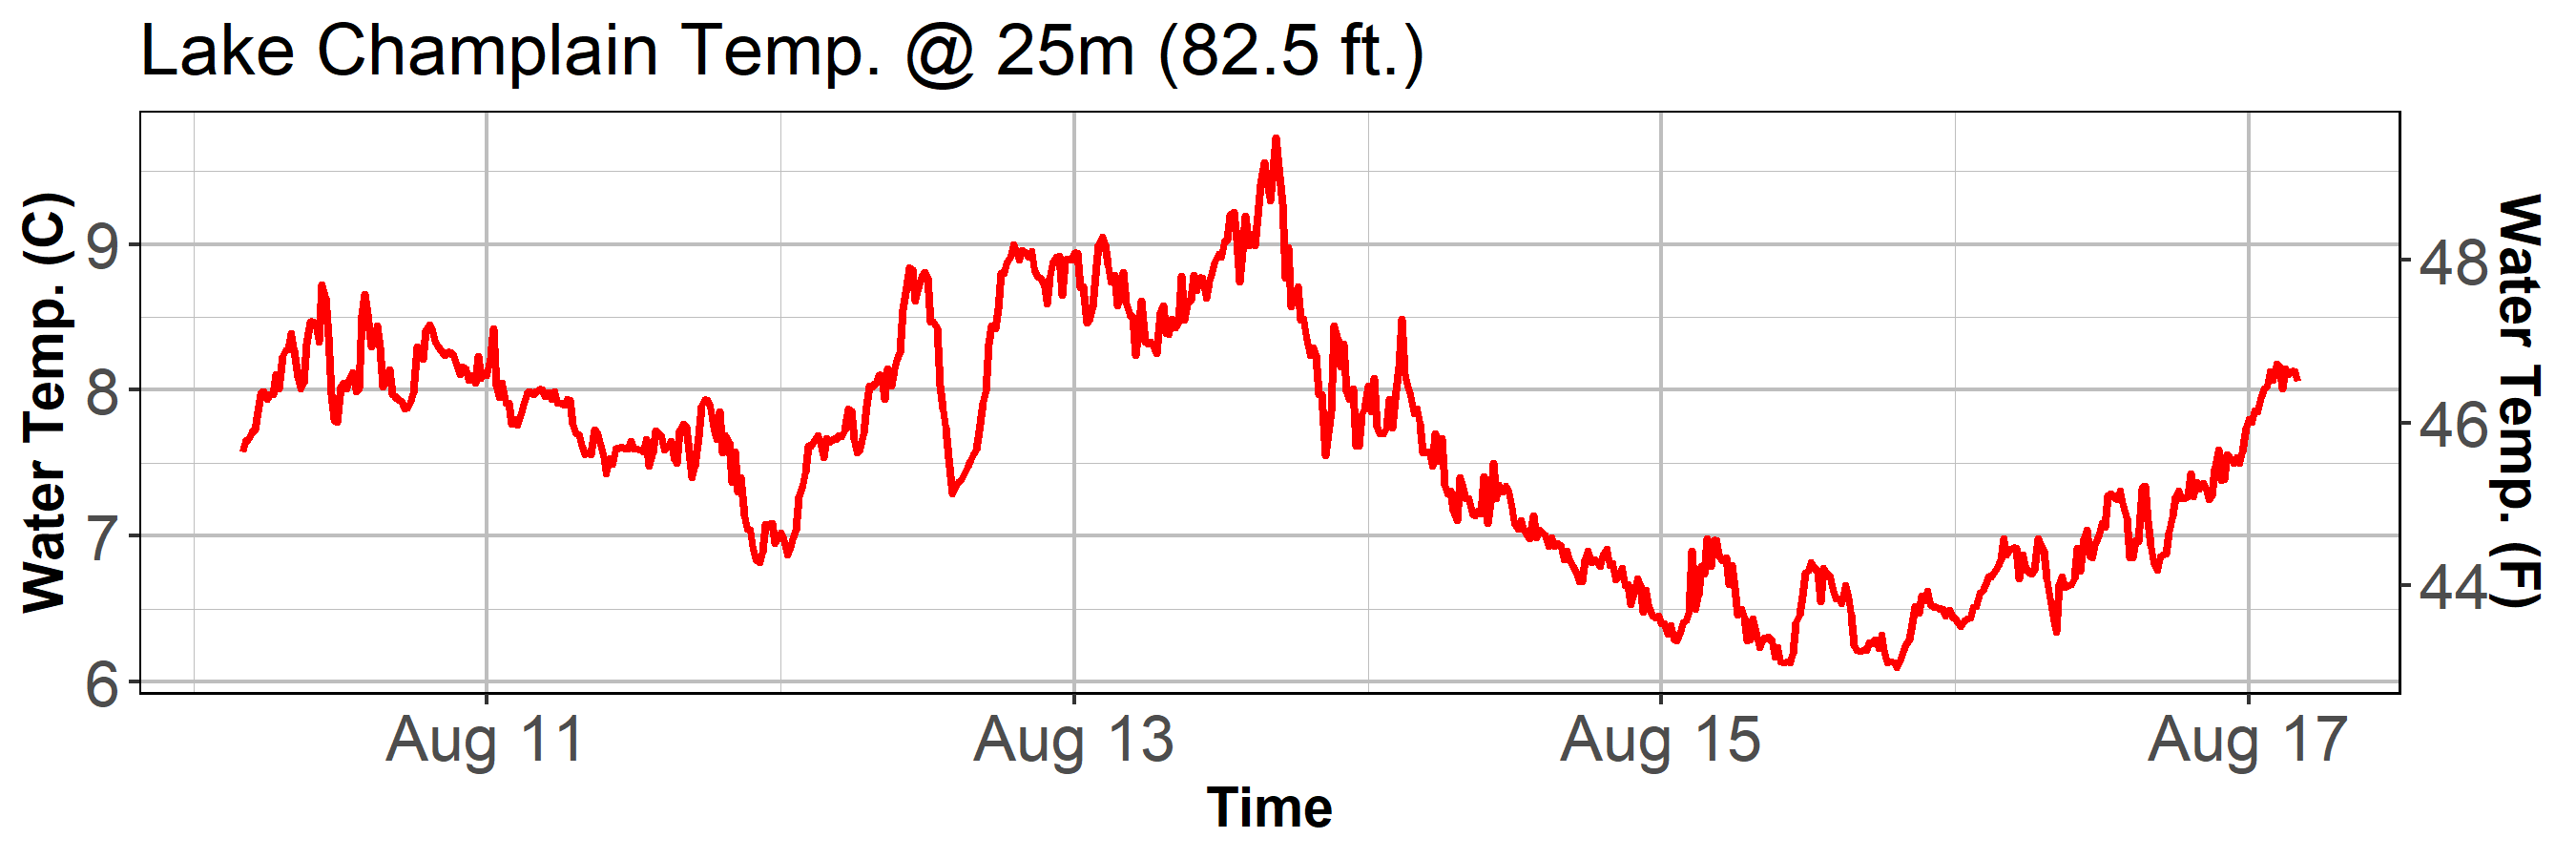 Lake Champlain Temp. @ 25m (82.5 ft.)
Water Temp. (C)
9
8
7
6
48
46
44
Water Temp. (F)
Aug 11 Aug 13 Aug 15 Aug 17
Time